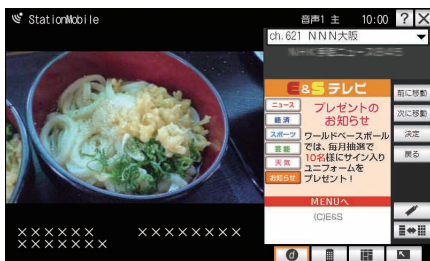 StationMobile
音声1 主
10:00
?
×
ch.621 NNN大阪
E&S テレビ
ニュース
経済
スポーツ
芸能
天気
お知らせ
プレゼントの
お知らせ
ワールドベースボール
では、毎月抽選で
10名様にサイン入り
ユニフォームを
プレゼント!
MENUへ
(C)E&S
前に移動
次に移動
決定
戻る
×××××× ××××××××
×××××××
d